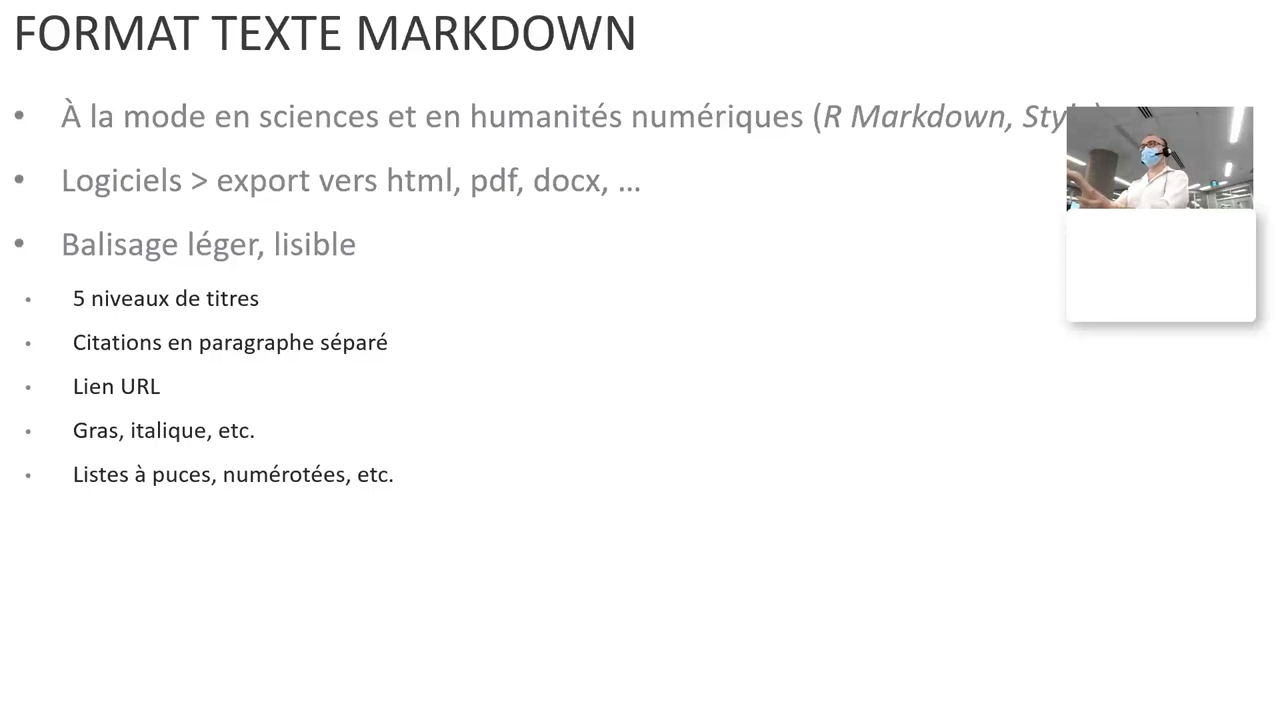 FORMAT TEXTE MARKDOWN
• À la mode en sciences et en humanités numériques (R Markdown,
• Logiciels > export vers html, pdf, docx, …
• Balisage léger, lisible
• 5 niveaux de titres
• Citations en paragraphe séparé
• Lien URL
• Gras, italique, etc.
• Listes à puces, numérotées, etc.